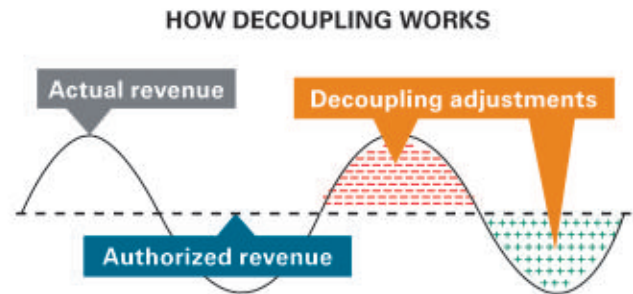 HOW DECOUPLING WORKS
Actual revenue
Decoupling adjustments
Authorized revenue